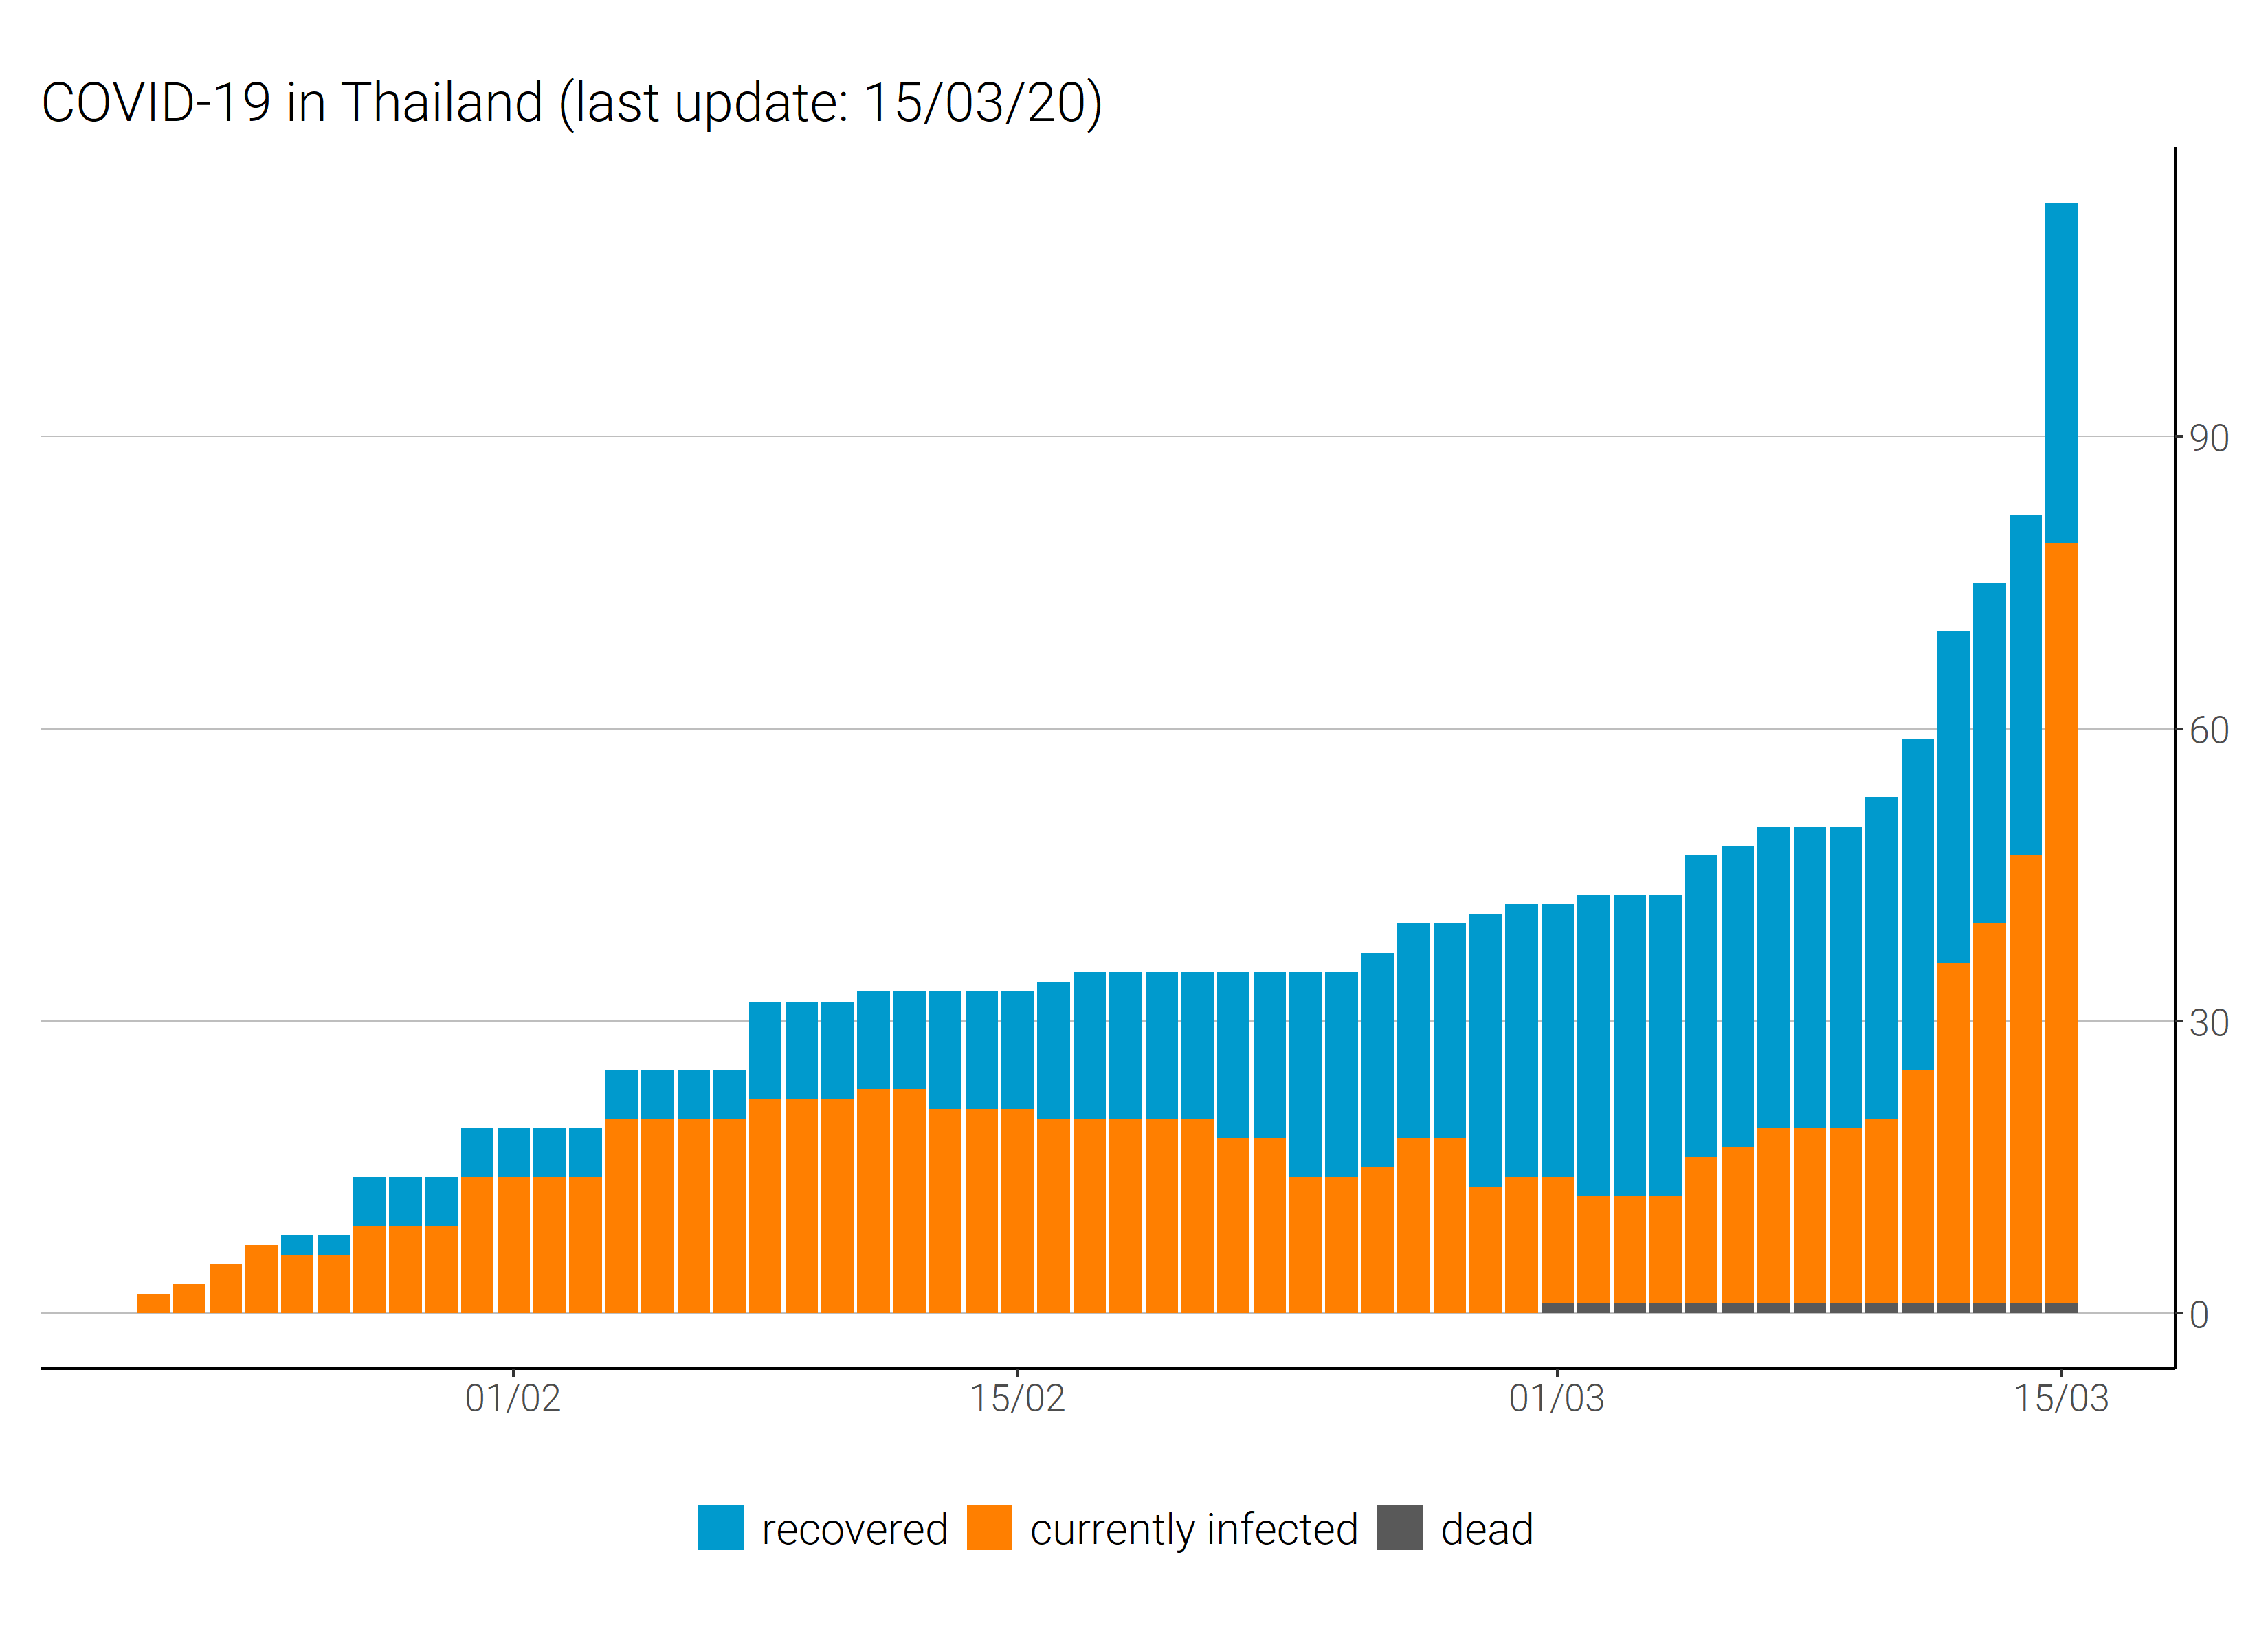 COVID-19 in Thailand (last update: 15/03/20)
90
60
30
0
01/02 15/02 01/03 15/03
recovered currently infected dead